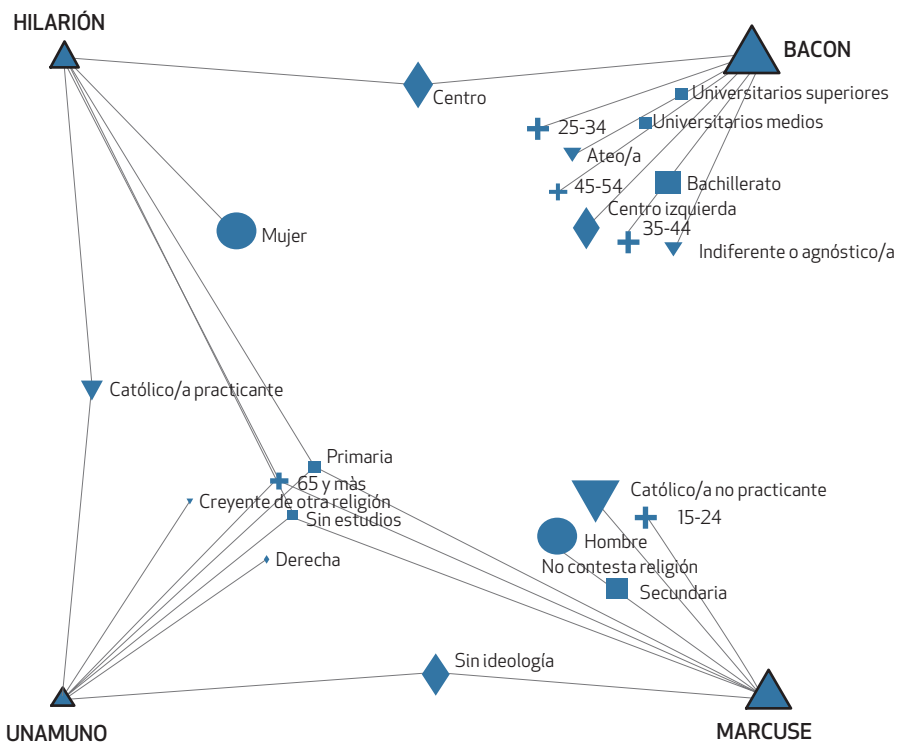 HILARIÓN
BACON
Centro
Universitarios superiores
25-34
Universitarios medios
Ateo/a
45-54
Bachillerato
Centro izquierda
35-44
Mujer
Indiferente o agnóstico/a
Católico/a practicante
Primaria
65 y màs
Creyente de otra religión
Sin estudios
Derecha
Católico/a no practicante
15-24
Hombre
No contesta religión
Secundaria
Sin ideología
UNAMUNO
MARCUSE